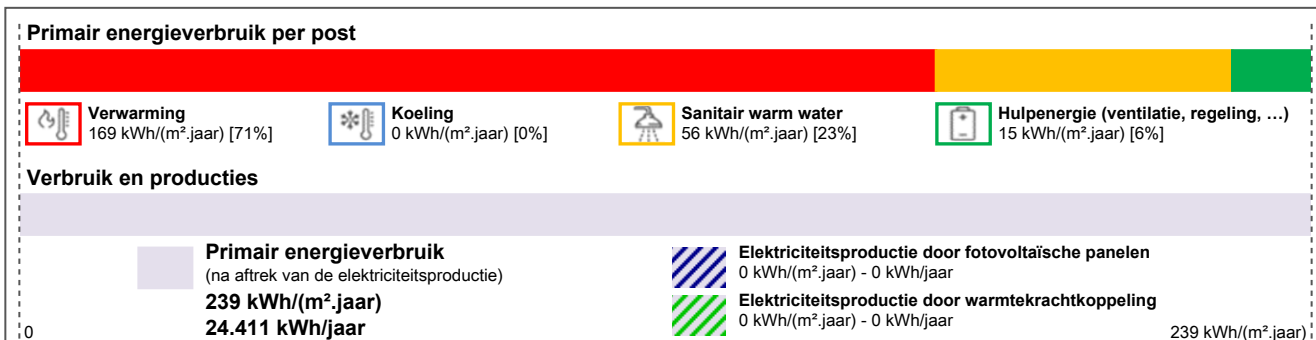 Primair energieverbruik per post
Verwarming
169 kWh/(m².jaar) [71%]
Koeling
0 kWh/(m².jaar) [0%]
Sanitair warm water
56 kWh/(m².jaar) [23%]
Hulpenergie (ventilatie, regeling, …)
15 kWh/(m².jaar) [6%]
Verbruik en producties
Primair energieverbruik
(na aftrek van de elektriciteitsproductie)
239 kWh/(m².jaar)
24.411 kWh/jaar
Elektriciteitsproductie door fotovoltaïsche panelen
0 kWh/(m².jaar) - 0 kWh/jaar
Elektriciteitsproductie door warmtekrachtkoppeling
0 kWh/(m².jaar) - 0 kWh/jaar
0
239 kWh/(m².jaar)